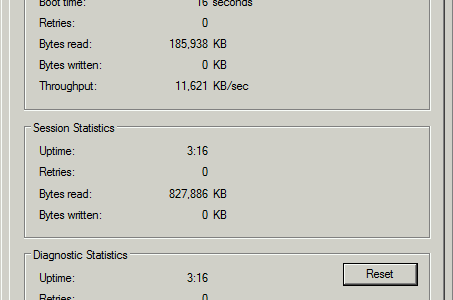 Boot time: 16 seconds
Retries: 0
Bytes read: 185,938 KB
Bytes written: 0 KB
Throughput: 11,621 KB/sec
Session Statistics
Uptime: 3:16
Retries: 0
Bytes read: 827,886 KB
Bytes written: 0 KB
Diagnostic Statistics
Reset
Uptime: 3:16
Retries: 0